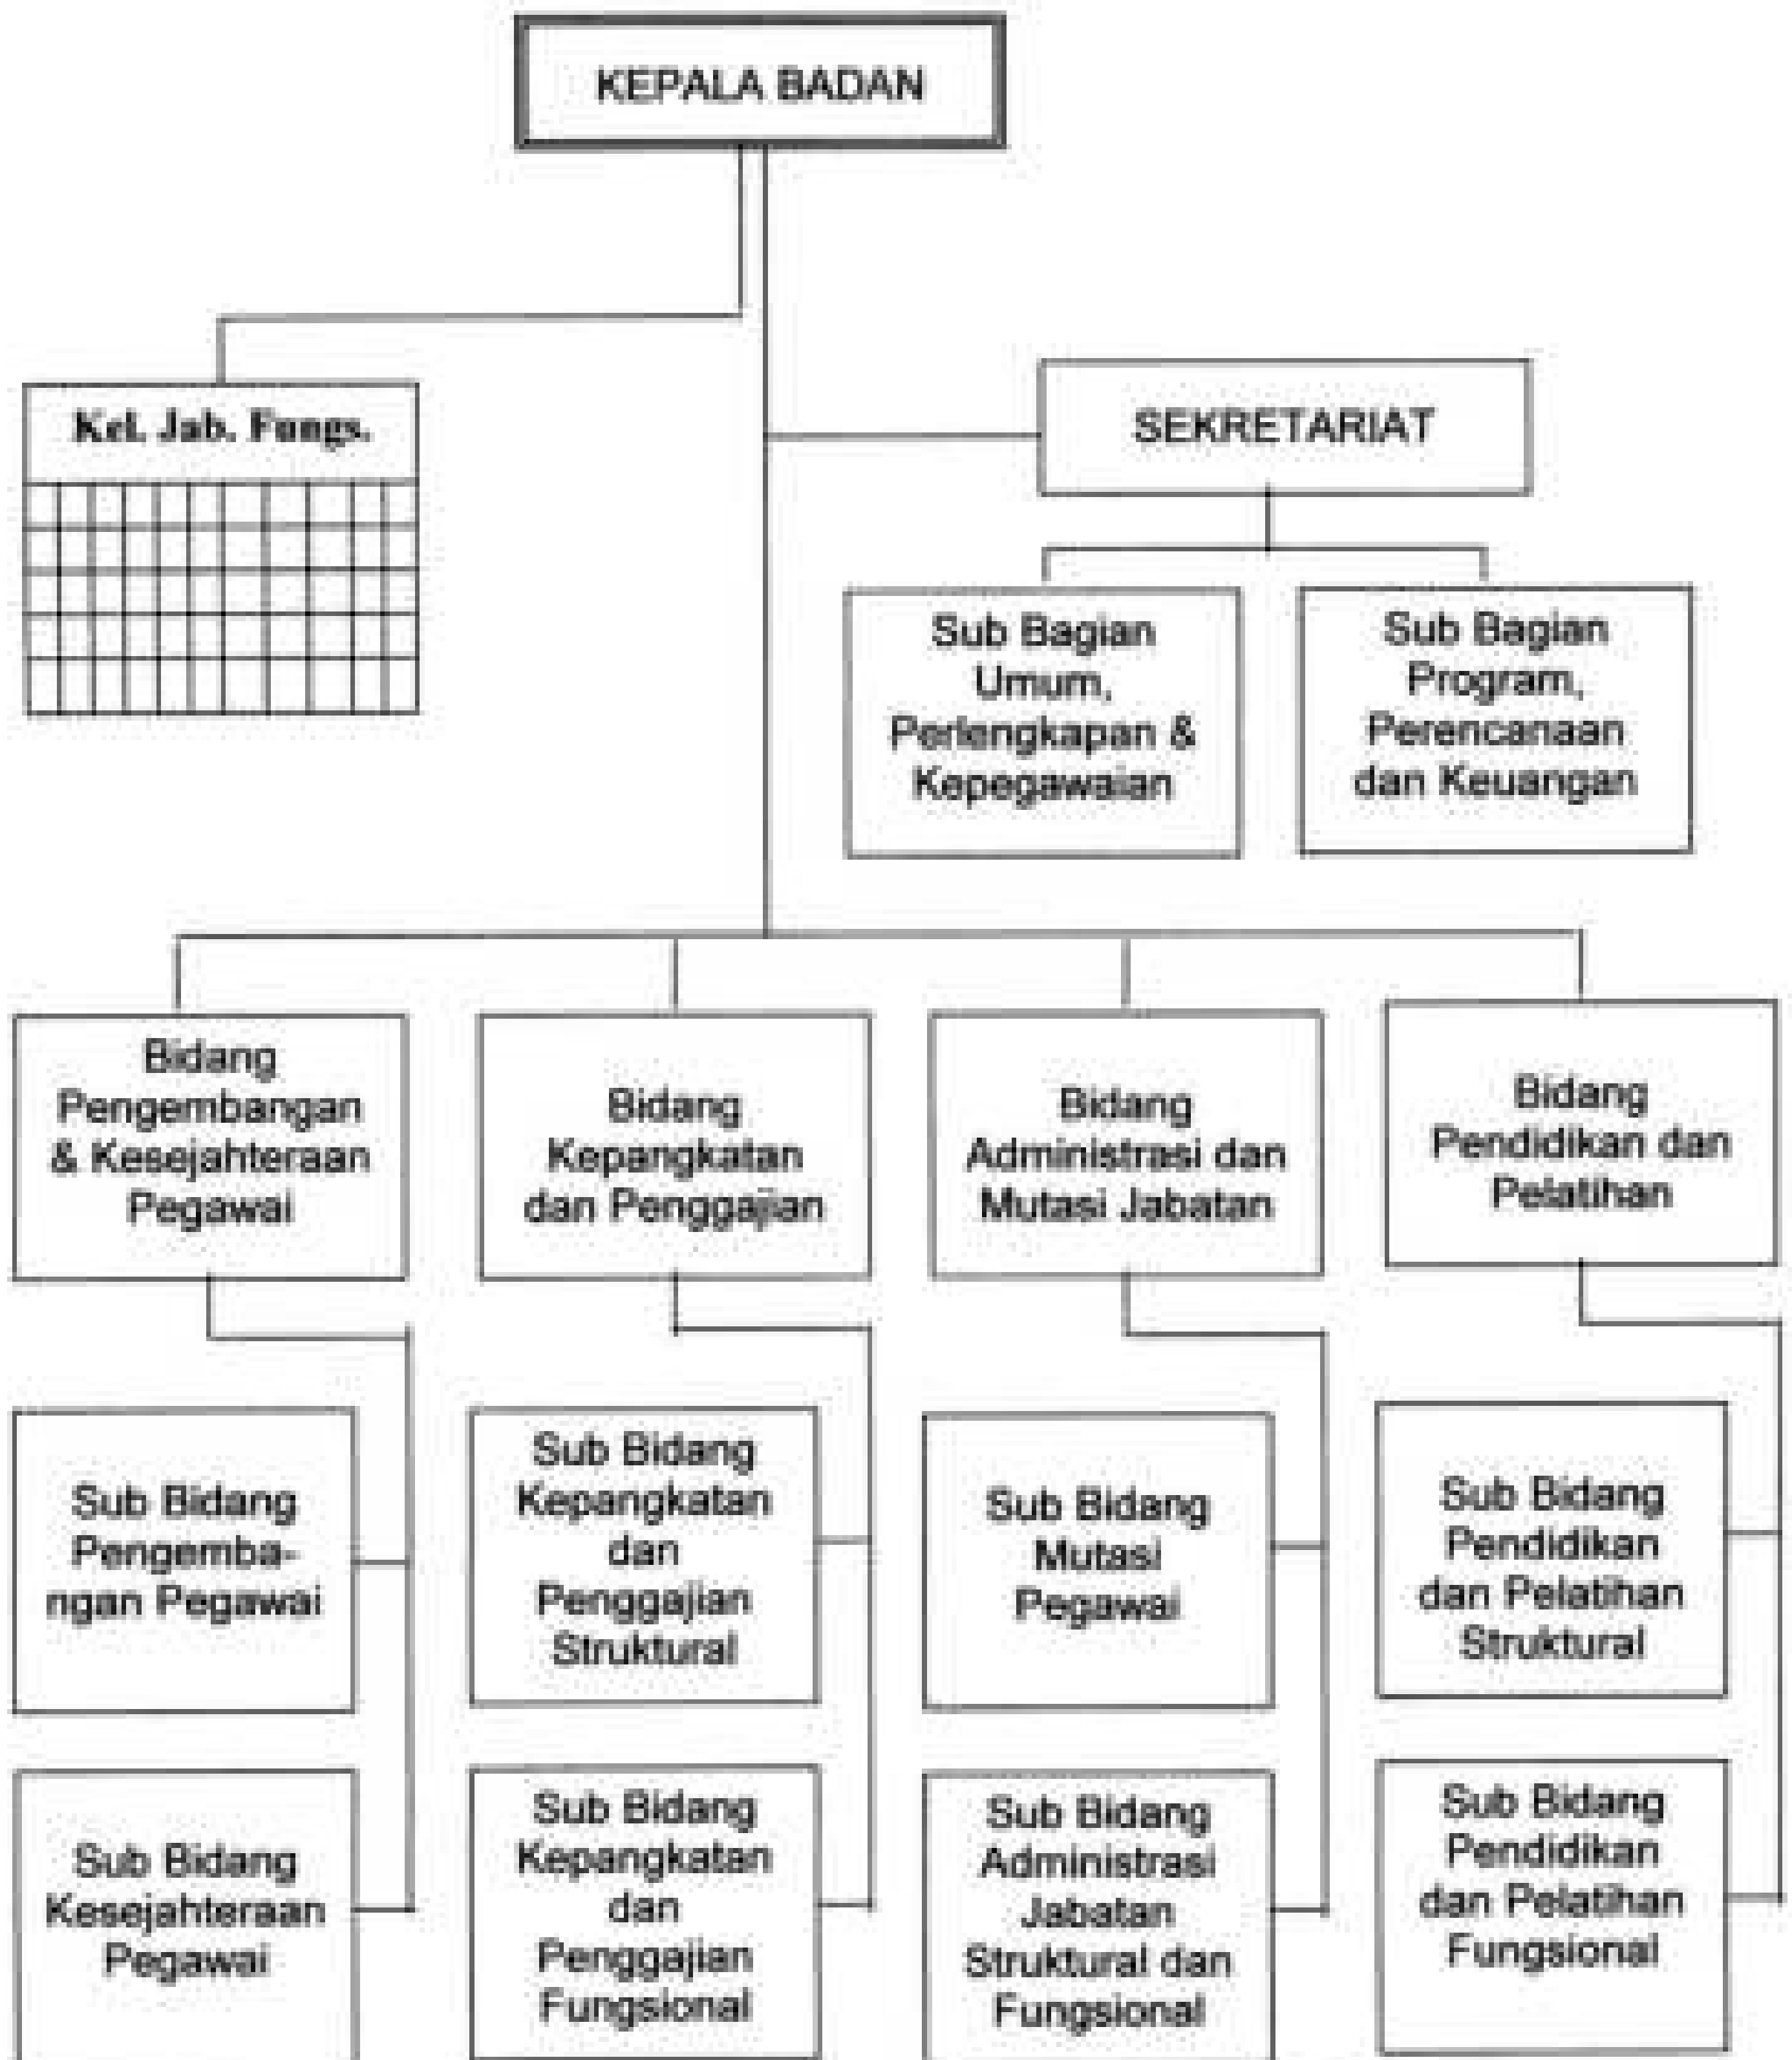 KEPALA BADAN
Kel. Jab. Fungs.
SEKRETARIAT
Sub Bagian
Umum,
Perlengkapan &
Kepegawaian
Sub Bagian
Program,
Perencanaan
dan Keuangan
Bidang
Pengembangan
& Kesejahteraan
Pegawai
Bidang
Kepangkatan
dan Penggajian
Bidang
Administrasi dan
Mutasi Jabatan
Bidang
Pendidikan dan
Pelatihan
Sub Bidang
Pengemba-
ngan Pegawai
Sub Bidang
Kepangkatan
dan
Penggajian
Struktural
Sub Bidang
Mutasi
Pegawai
Sub Bidang
Pendidikan
dan Pelatihan
Struktural
Sub Bidang
Kesejahteraan
Pegawai
Sub Bidang
Kepangkatan
dan
Penggajian
Fungsional
Sub Bidang
Administrasi
Jabatan
Struktural dan
Fungsional
Sub Bidang
Pendidikan
dan Pelatihan
Fungsional